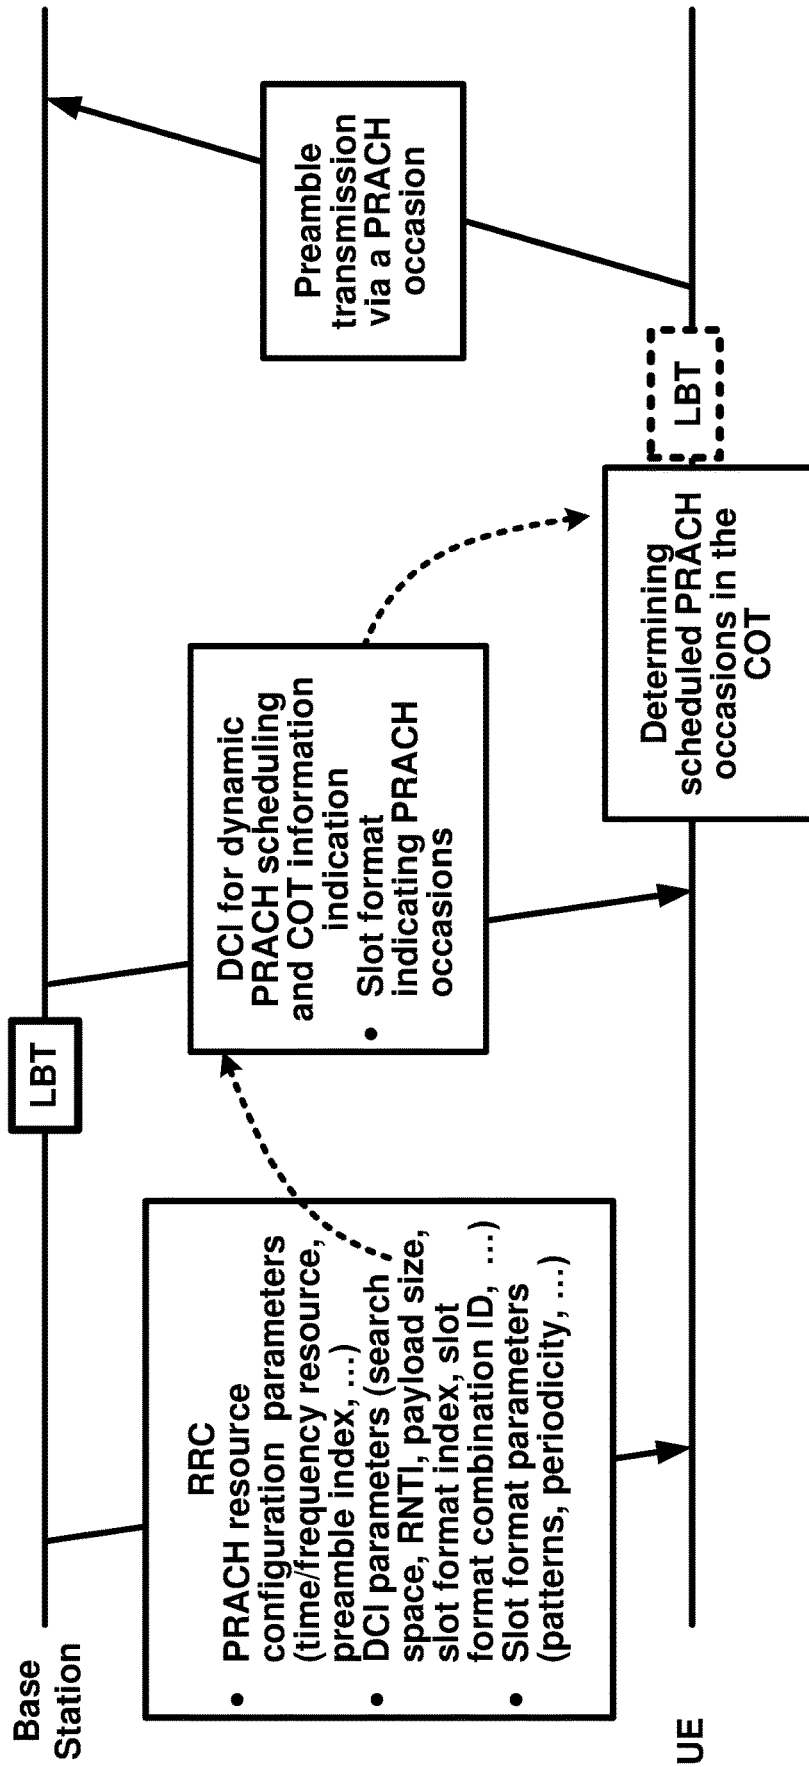 Base
Station
UE
RRC
• PRACH resource
configuration parameters
(time/frequency resource,
preamble index, ...)
• DCI parameters (search
space, RNTI, payload size,
slot format index, slot
format combination ID, ...)
• Slot format parameters
(patterns, periodicity, ...)
LBT
DCI for dynamic
PRACH scheduling
and COT information
indication
• Slot format
indicating PRACH
occasions
Determining
scheduled PRACH
occasions in the
COT
LBT
Preamble
transmission
via a PRACH
occasion